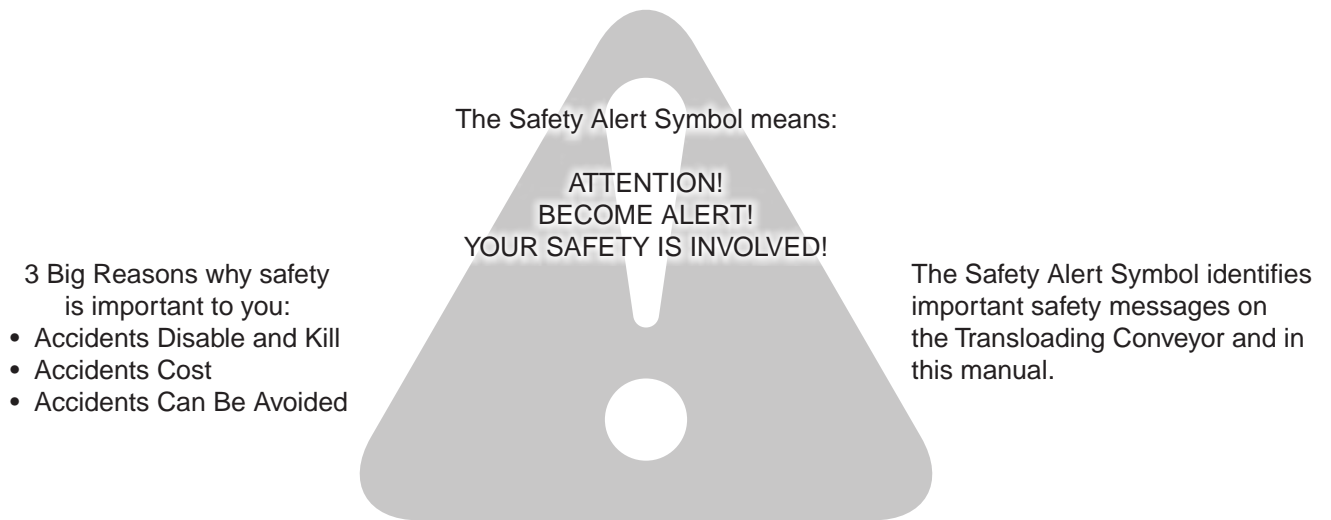 The Safety Alert Symbol means:
ATTENTION!
BECOME ALERT!
YOUR SAFETY IS INVOLVED!
3 Big Reasons why safety
is important to you:
• Accidents Disable and Kill
• Accidents Cost
• Accidents Can Be Avoided
The Safety Alert Symbol identifies
important safety messages on
the Transloading Conveyor and in
this manual.